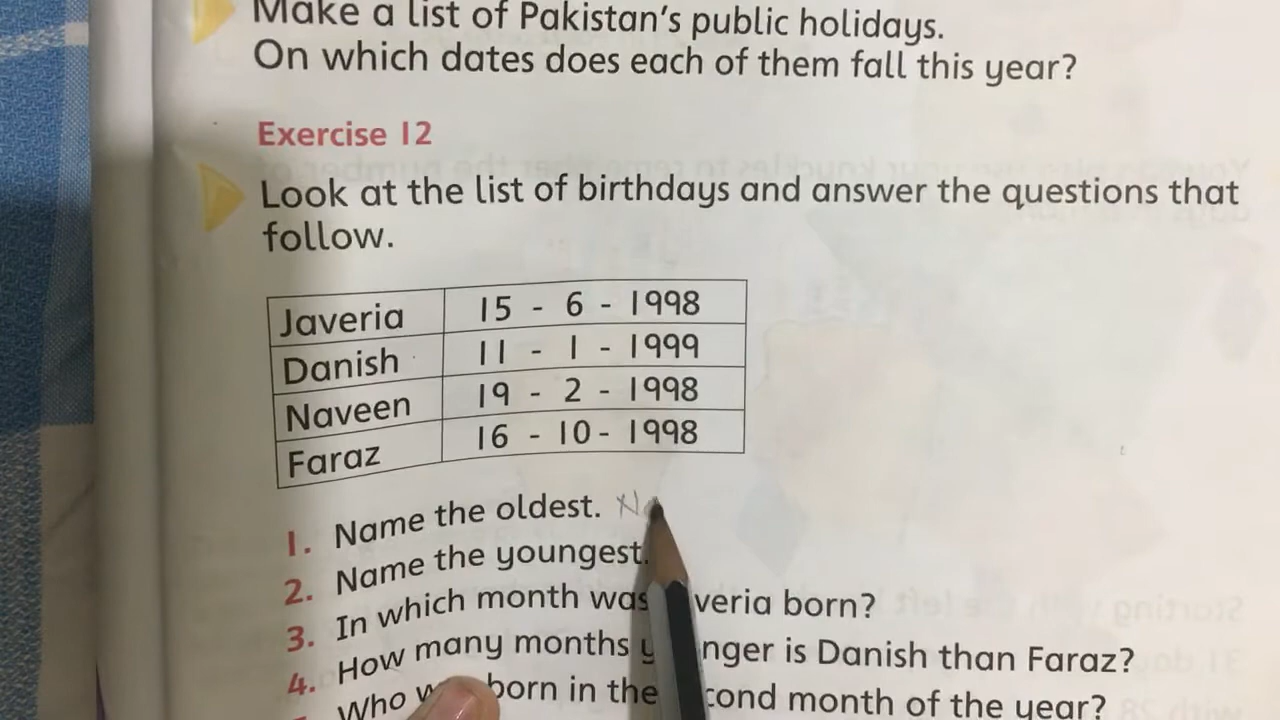 Make a list of Pakistan's public holidays.
On which dates does each of them fall this year?
Exercise 12
Look at the list of birthdays and answer the questions that
follow.
Javeria 15 - 6 - 1998
Danish 11 - 1 - 1999
Naveen 19 - 2 - 1998
Faraz 16 - 10 - 1998
1. Name the oldest. Na
2. Name the youngest.
3. In which month was born?
4. How many months is Danish than Faraz?
Who born in the month of the year?